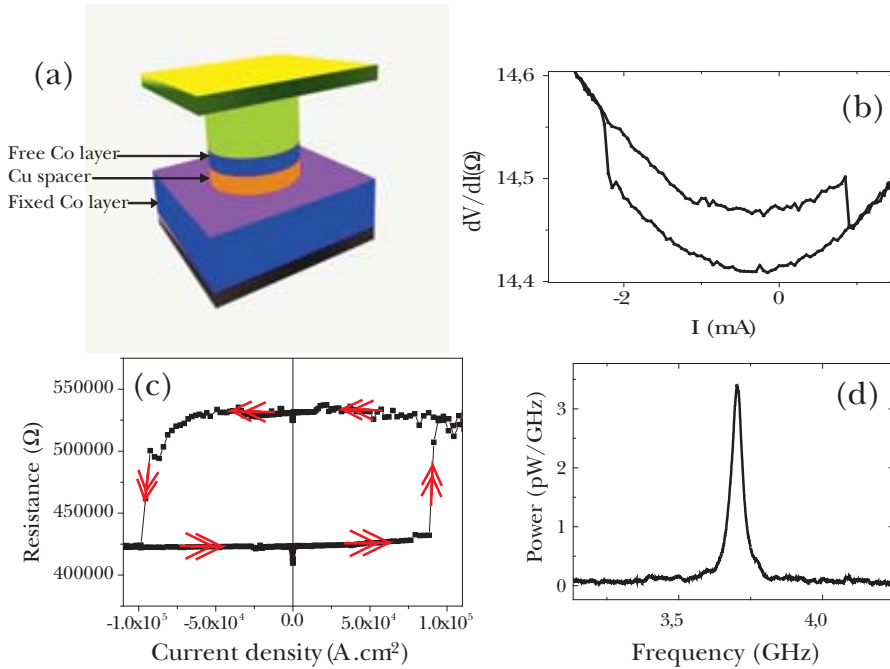 (a)
Free Co layer
Cu spacer
Fixed Co layer
(b)
14,6
14,5
14,4
dV/dI(Ω)
-2
0
I (mA)
(c)
550000
500000
450000
400000
Resistance (Ω)
-1.0x10⁵
-5.0x10⁴
0.0
5.0x10⁴
1.0x10⁵
Current density (A.cm²)
(d)
3
2
1
0
Power (pW/GHz)
3,5
4,0
Frequency (GHz)